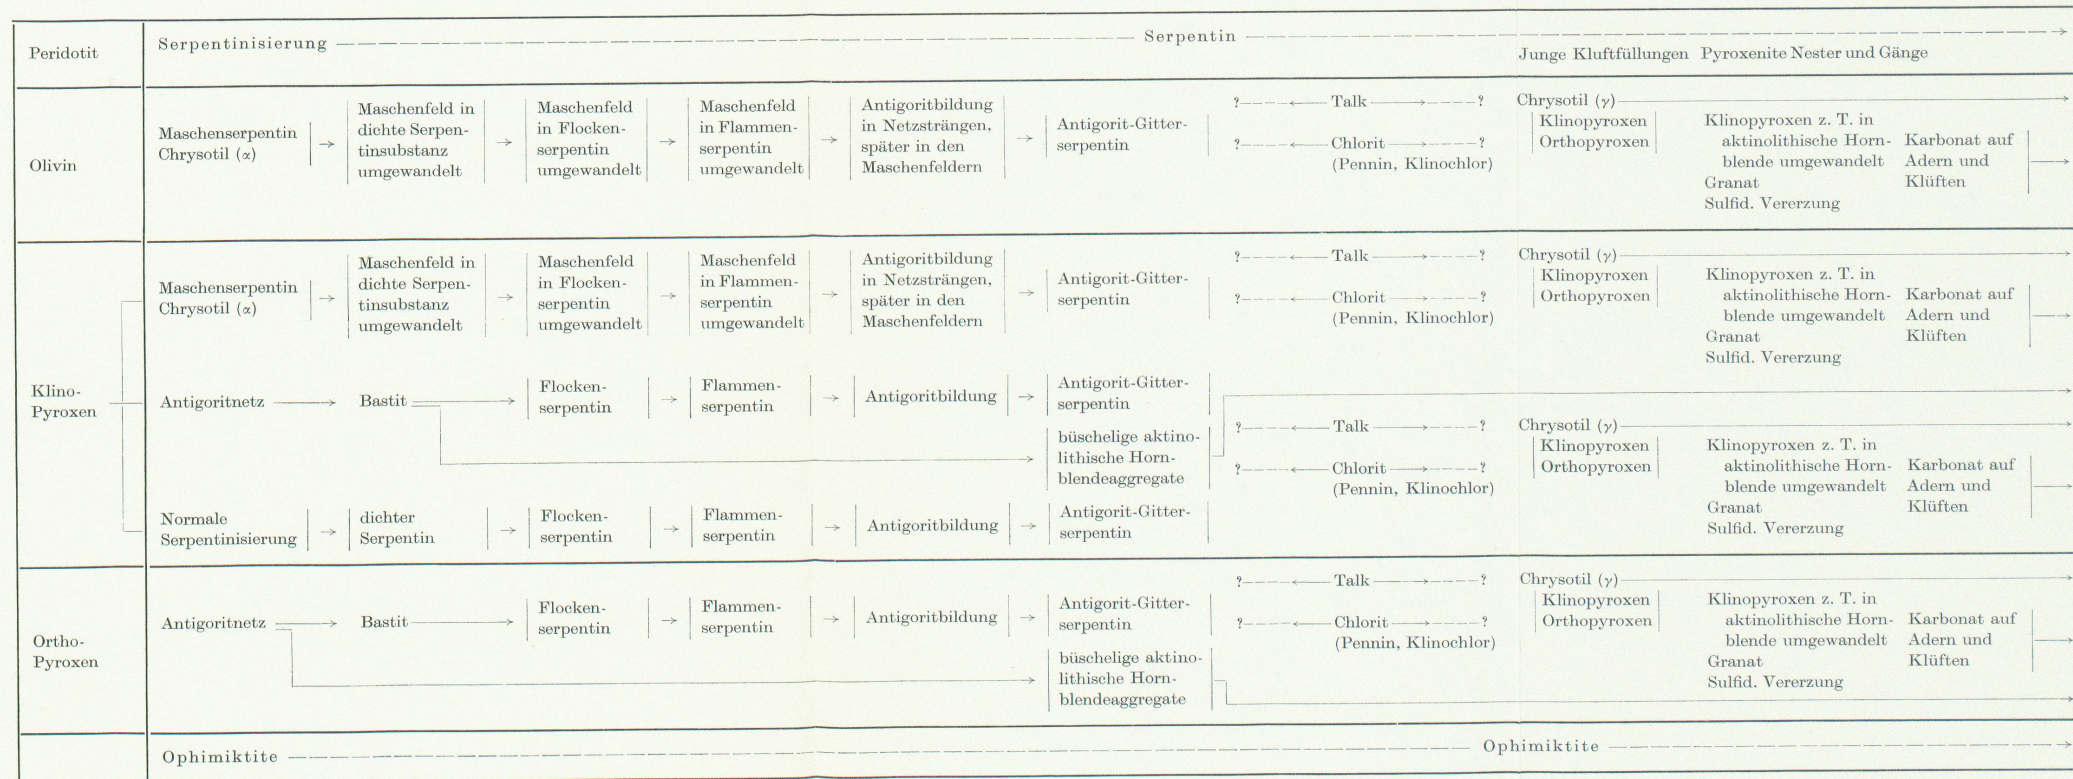 Peridotit
Serpentinisierung
Serpentin
Junge Kluftfüllungen
Pyroxenite Nester und Gänge
Olivin
Maschenserpentin
Chrysotil (α)
Maschenfeld in
dichte Serpen-
tinsubstanz
umgewandelt
Maschenfeld
in Flocken-
serpentin
umgewandelt
Maschenfeld
in Flammen-
serpentin
umgewandelt
Antigoritbildung
in Netzsträngen,
später in den
Maschenfeldern
Antigorit-Gitter-
serpentin
? Talk ?
? Chlorit ?
(Pennin, Klinochlor)
Chrysotil (γ)
Klinopyroxen
Orthopyroxen
Klinopyroxen z. T. in
aktinolithische Horn-
blende umgewandelt
Granat
Sulfid. Vererzung
Karbonat auf
Adern und
Klüften
Klino-
Pyroxen
Maschenserpentin
Chrysotil (α)
Maschenfeld in
dichte Serpen-
tinsubstanz
umgewandelt
Maschenfeld
in Flocken-
serpentin
umgewandelt
Maschenfeld
in Flammen-
serpentin
umgewandelt
Antigoritbildung
in Netzsträngen,
später in den
Maschenfeldern
Antigorit-Gitter-
serpentin
? Talk ?
? Chlorit ?
(Pennin, Klinochlor)
Chrysotil (γ)
Klinopyroxen
Orthopyroxen
Klinopyroxen z. T. in
aktinolithische Horn-
blende umgewandelt
Granat
Sulfid. Vererzung
Karbonat auf
Adern und
Klüften
Antigoritnetz
Bastit
Flocken-
serpentin
Flammen-
serpentin
Antigoritbildung
Antigorit-Gitter-
serpentin
büschelige aktino-
lithische Horn-
blendeaggregate
? Talk ?
? Chlorit ?
(Pennin, Klinochlor)
Chrysotil (γ)
Klinopyroxen
Orthopyroxen
Klinopyroxen z. T. in
aktinolithische Horn-
blende umgewandelt
Granat
Sulfid. Vererzung
Karbonat auf
Adern und
Klüften
Normale
Serpentinisierung
dichter
Serpentin
Flocken-
serpentin
Flammen-
serpentin
Antigoritbildung
Antigorit-Gitter-
serpentin
Ortho-
Pyroxen
Antigoritnetz
Bastit
Flocken-
serpentin
Flammen-
serpentin
Antigoritbildung
Antigorit-Gitter-
serpentin
büschelige aktino-
lithische Horn-
blendeaggregate
? Talk ?
? Chlorit ?
(Pennin, Klinochlor)
Chrysotil (γ)
Klinopyroxen
Orthopyroxen
Klinopyroxen z. T. in
aktinolithische Horn-
blende umgewandelt
Granat
Sulfid. Vererzung
Karbonat auf
Adern und
Klüften
Ophimiktite
Ophimiktite